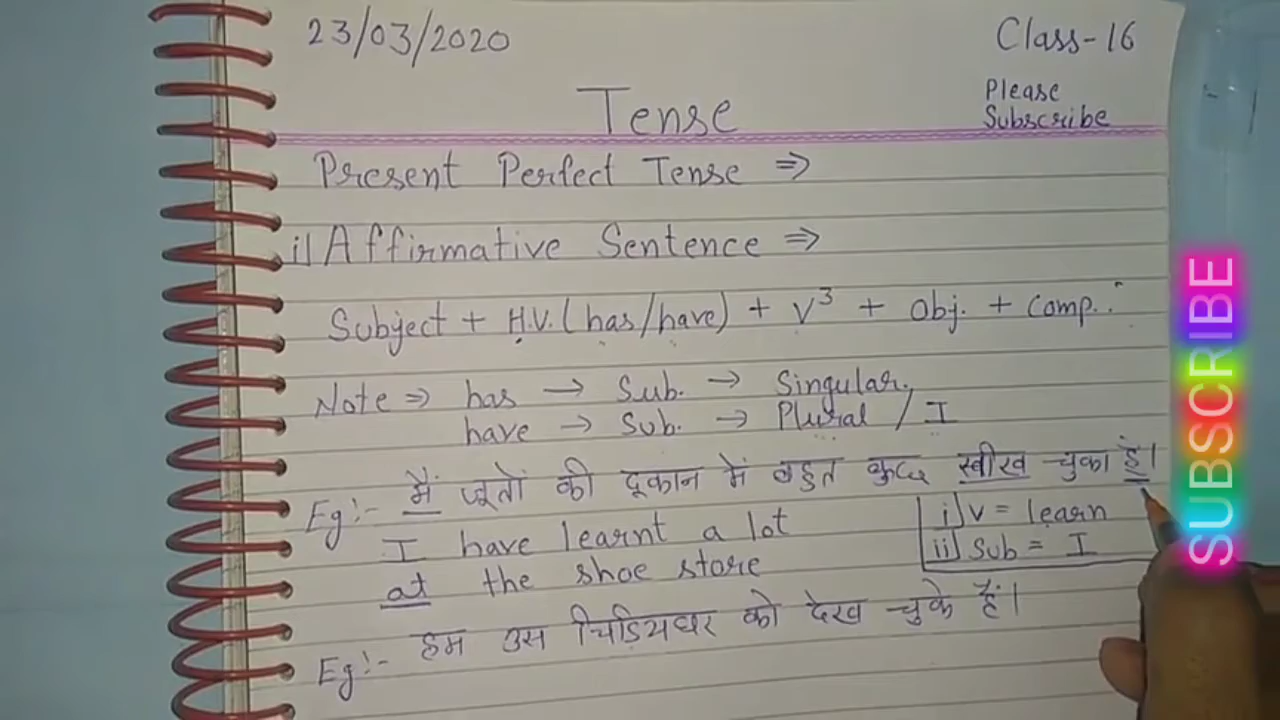 23/03/2020
Class-16
Please
Subscribe
Tense
Present Perfect Tense ⇒
i) Affirmative Sentence ⇒
Subject + H.V. (has/have) + V³ + Obj. + Comp..
Note ⇒ has → Sub. → Singular
have → Sub. → Plural / I
Eg:- मैं जूतों की दूकान में बहुत कुछ सीख चुका हूं।
I have learnt a lot
at the shoe store
i) V = learn
ii) Sub = I
Eg:- हम उस चिड़ियघर को देख चुके हैं।
SUBSCRIBE